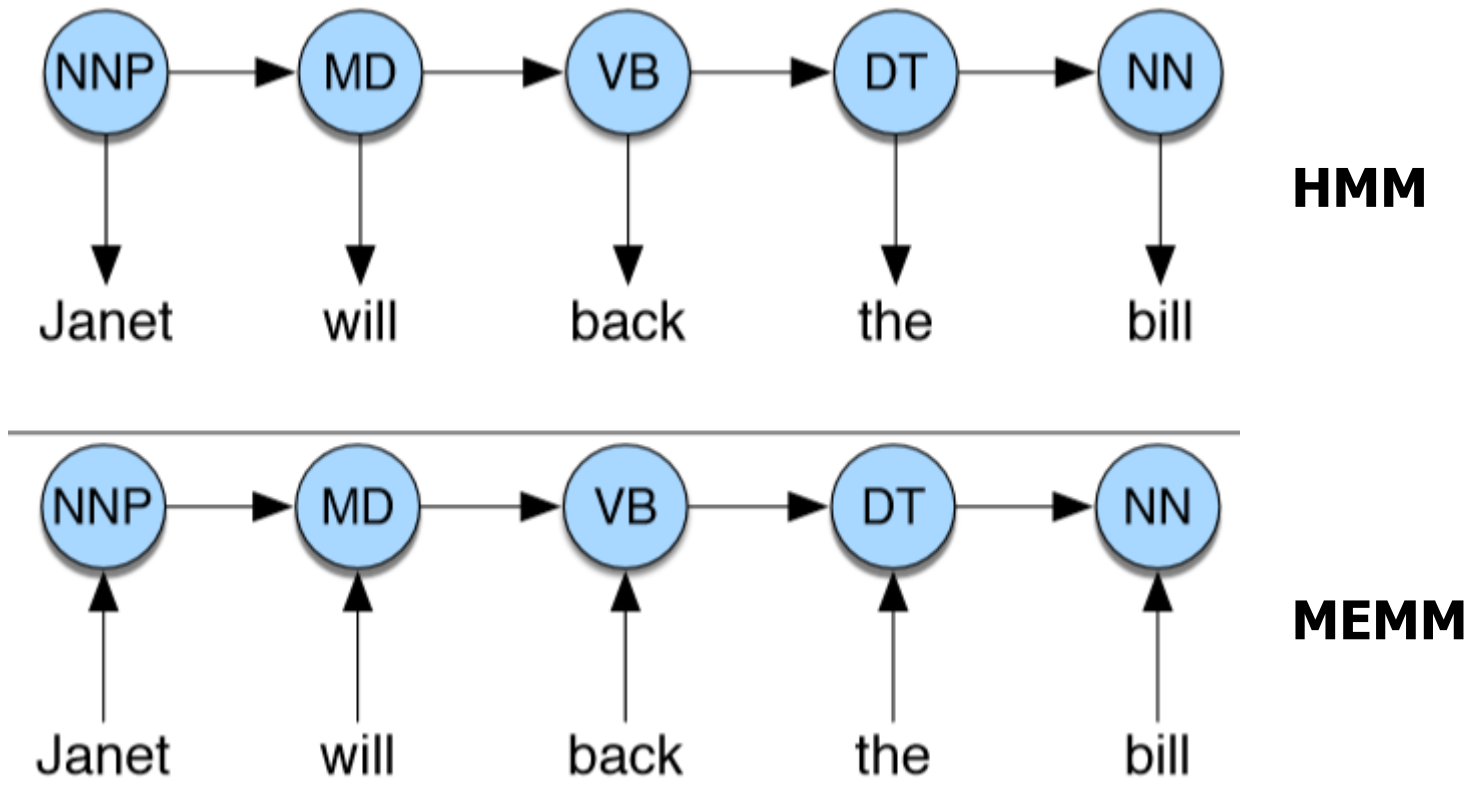 NNP MD VB DT NN
HMM
Janet will back the bill
NNP MD VB DT NN
MEMM
Janet will back the bill